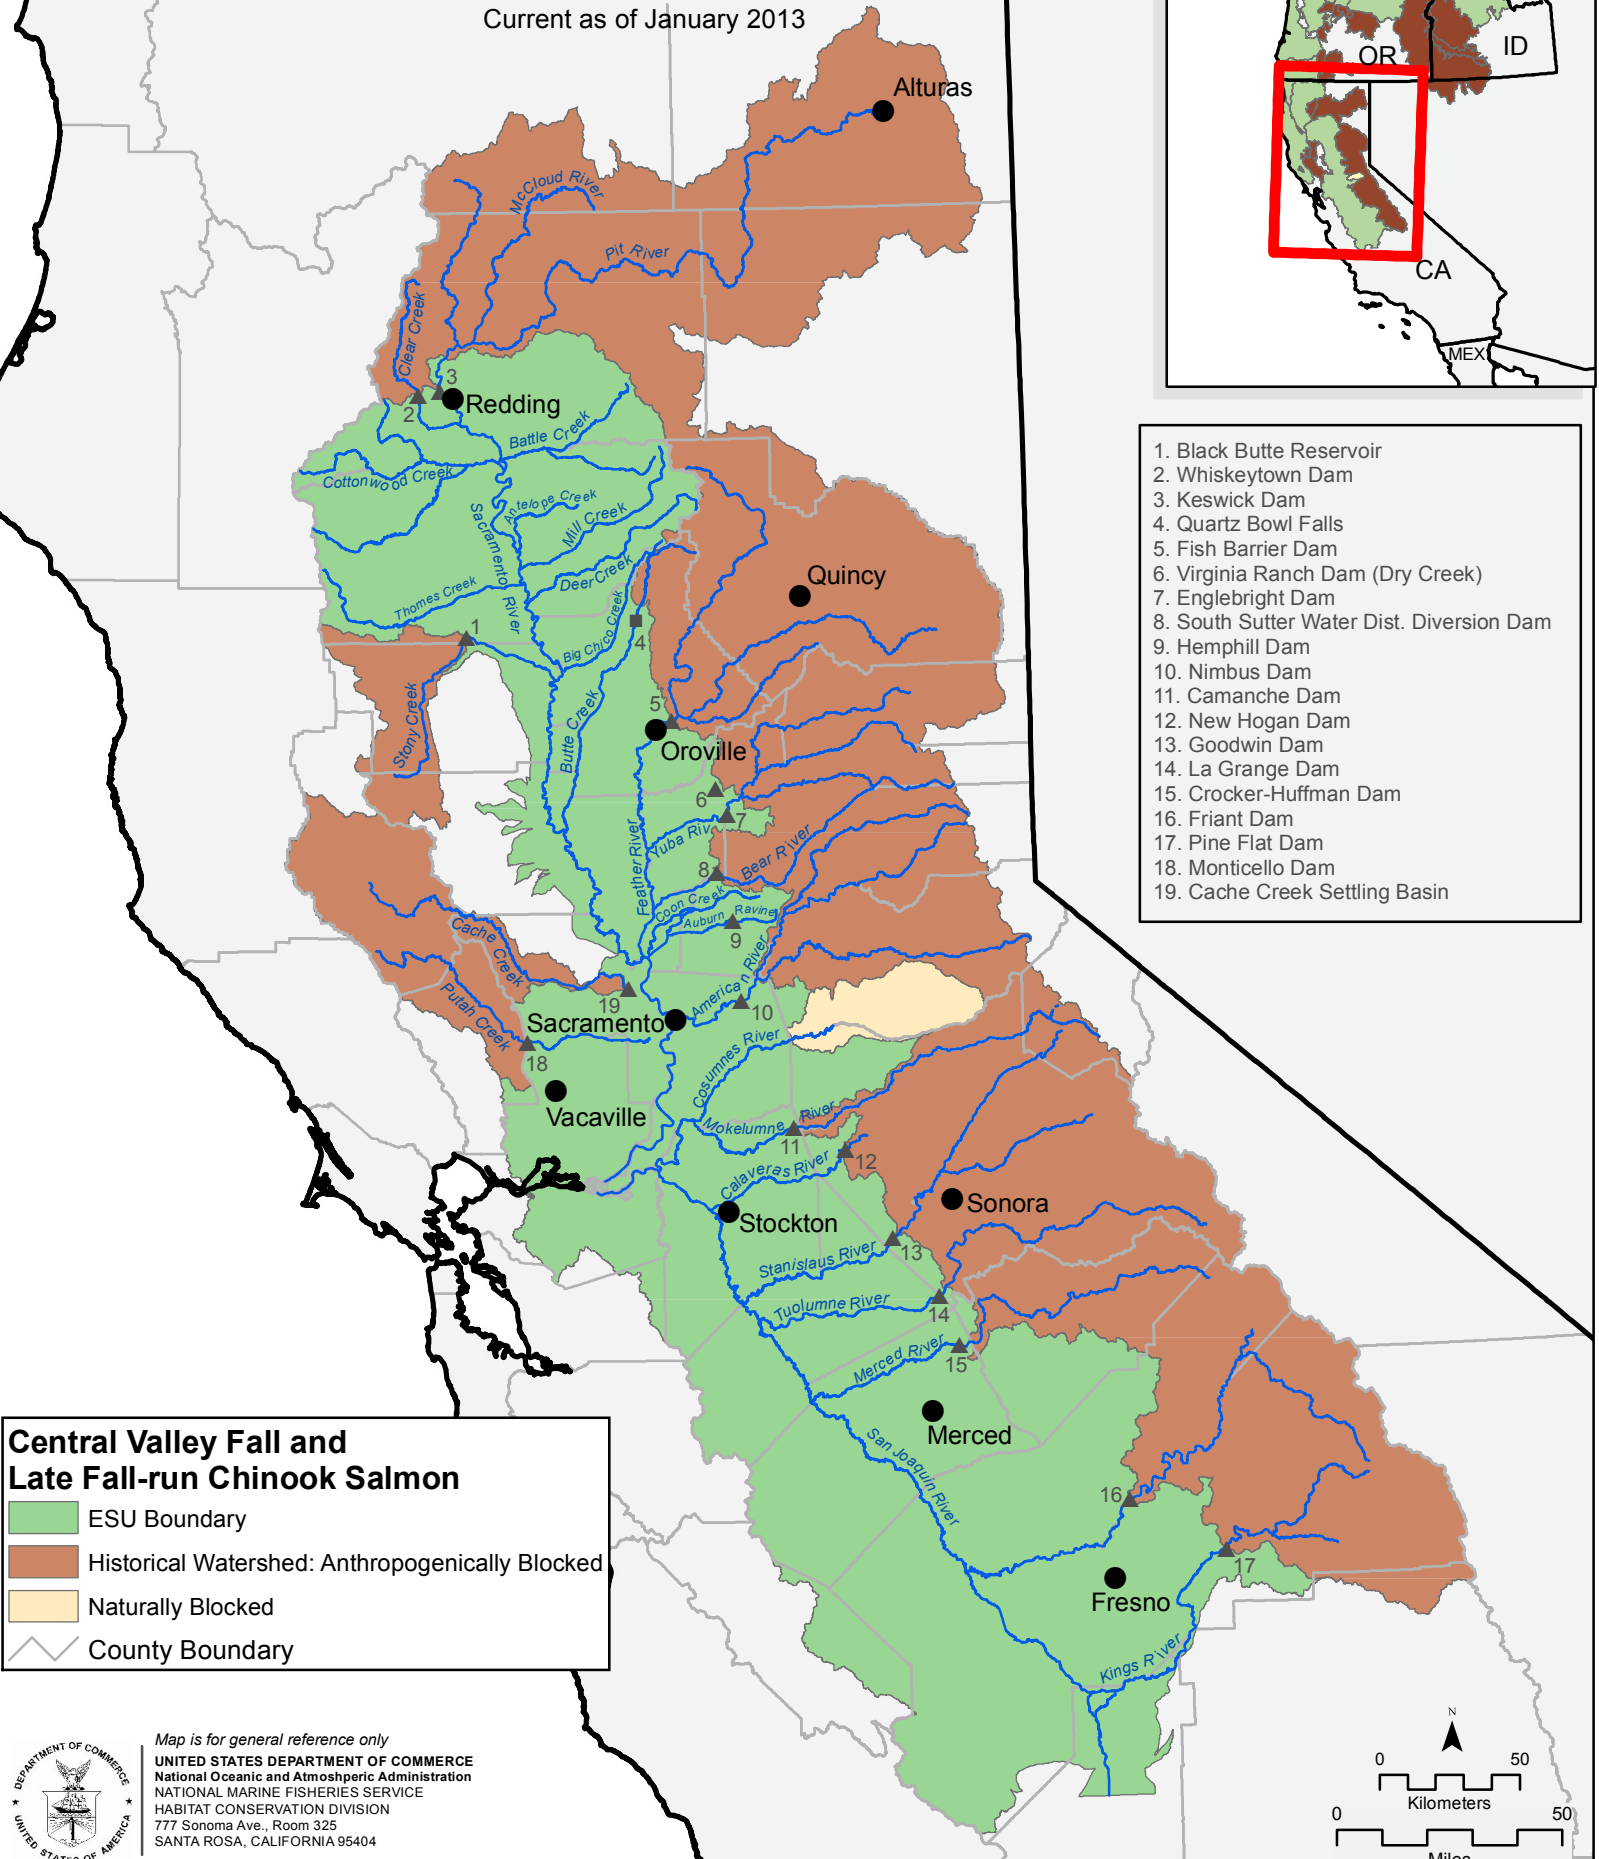 Current as of January 2013
OR
ID
CA
MEX
Alturas
McCloud River
Pit River
Clear Creek
3
Redding
2
Battle Creek
Cottonwood Creek
Antelope Creek
Mill Creek
Sacramento River
Deer Creek
Thomes Creek
Big Chico Creek
Quincy
1
4
Stony Creek
Butte Creek
5
Oroville
6
7
Feather River
Yuba Riv
Bear River
8
Coon Creek
Auburn Ravine
9
Cache Creek
Putah Creek
American River
19
10
Sacramento
Cosumnes River
18
Vacaville
Mokelumne River
11
12
Calaveras River
Stockton
Sonora
Stanislaus River
13
Tuolumne River
14
Merced River
15
Merced
San Joaquin River
16
17
Fresno
Kings River
1. Black Butte Reservoir
2. Whiskeytown Dam
3. Keswick Dam
4. Quartz Bowl Falls
5. Fish Barrier Dam
6. Virginia Ranch Dam (Dry Creek)
7. Englebright Dam
8. South Sutter Water Dist. Diversion Dam
9. Hemphill Dam
10. Nimbus Dam
11. Camanche Dam
12. New Hogan Dam
13. Goodwin Dam
14. La Grange Dam
15. Crocker-Huffman Dam
16. Friant Dam
17. Pine Flat Dam
18. Monticello Dam
19. Cache Creek Settling Basin
Central Valley Fall and
Late Fall-run Chinook Salmon
ESU Boundary
Historical Watershed: Anthropogenically Blocked
Naturally Blocked
County Boundary
DEPARTMENT OF COMMERCE
UNITED STATES OF AMERICA
Map is for general reference only
UNITED STATES DEPARTMENT OF COMMERCE
National Oceanic and Atmoshperic Administration
NATIONAL MARINE FISHERIES SERVICE
HABITAT CONSERVATION DIVISION
777 Sonoma Ave., Room 325
SANTA ROSA, CALIFORNIA 95404
N
0 50
Kilometers
0 50
Miles